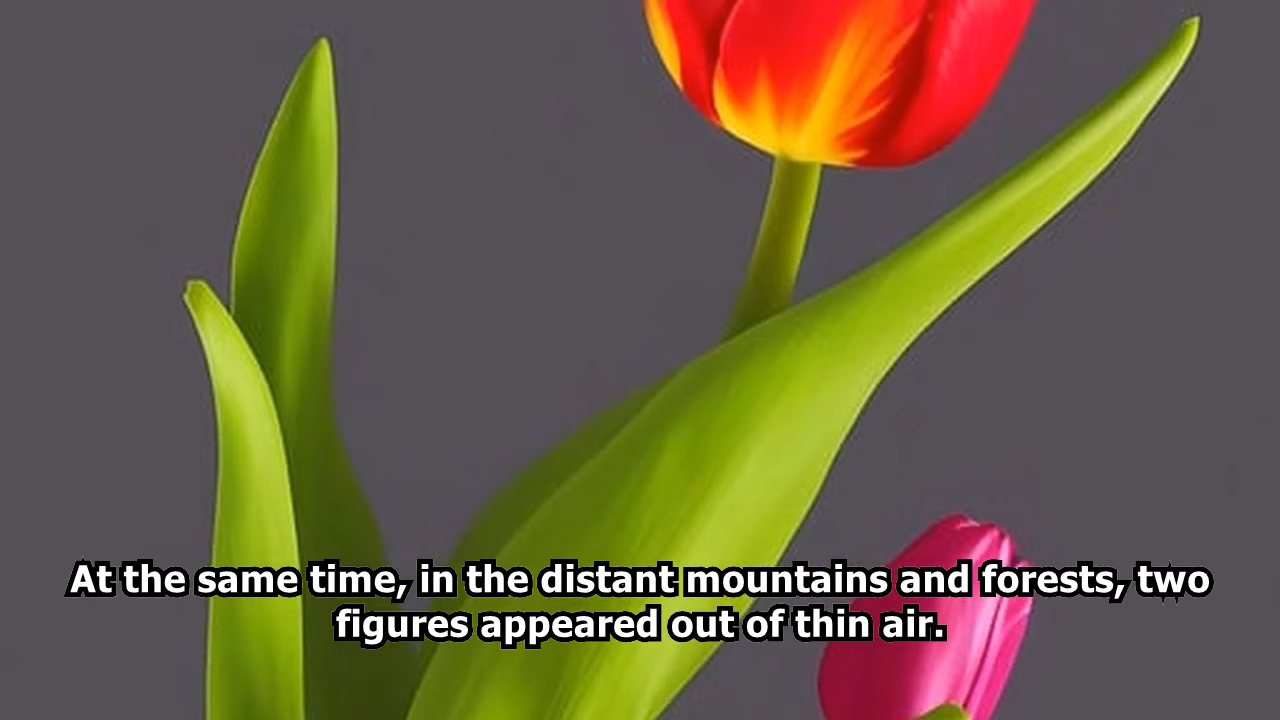 At the same time, in the distant mountains and forests, two
figures appeared out of thin air.